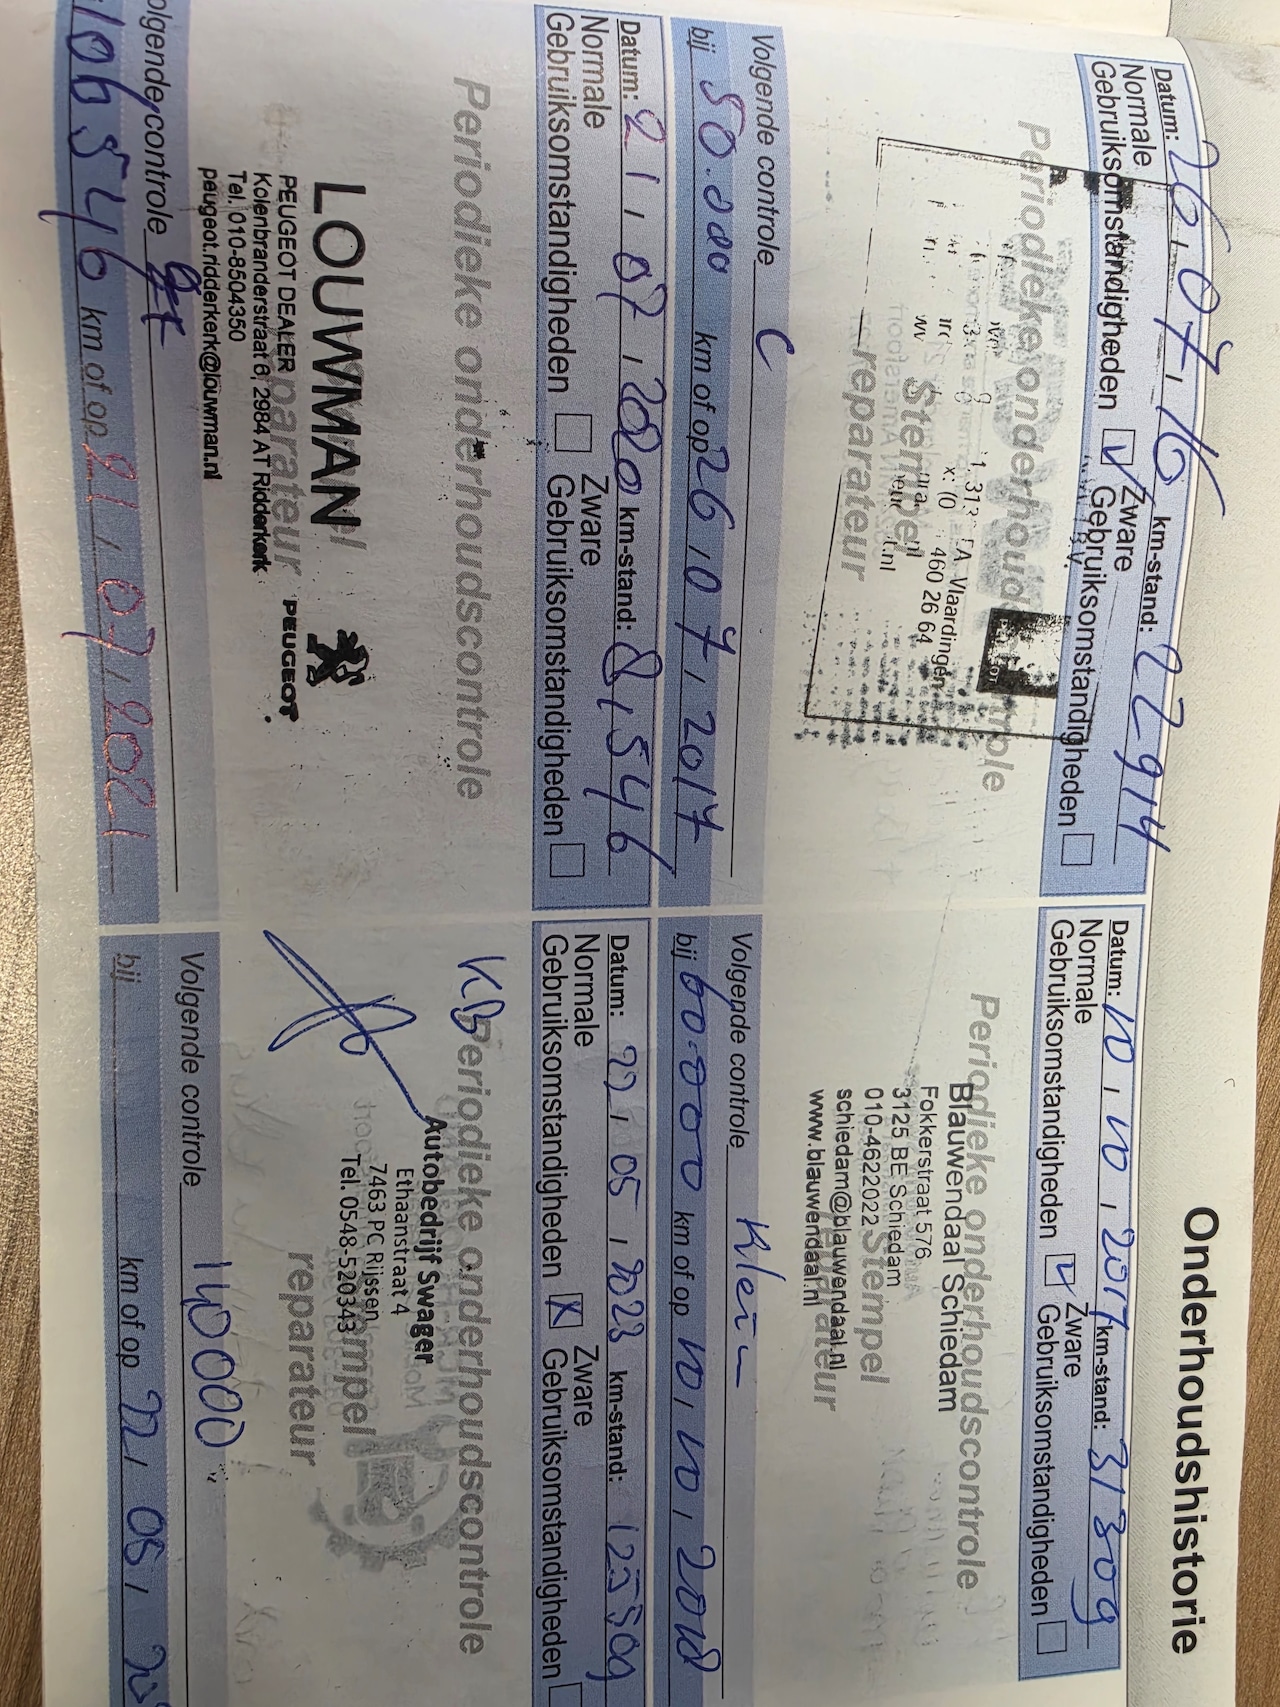 Onderhoudshistorie
Datum: 26, 07, 16 km-stand: 22914
Normale Zware
Gebruiksomstandigheden Gebruiksomstandigheden
Periodieke onderhoudscontrole
Vlaardingen
460 26 64
Stempel
reparateur
Volgende controle C
bij 50.000 km of op 26, 07, 2017
Datum: 10, 10, 2017 km-stand: 31309
Normale Zware
Gebruiksomstandigheden Gebruiksomstandigheden
Periodieke onderhoudscontrole
Blauwendaal Schiedam
Fokkerstraat 576
3125 BE Schiedam
010-4622022
schiedam@blauwendaal.nl
www.blauwendaal.nl
Stempel
reparateur
Volgende controle Klein
bij 60.000 km of op 10, 10, 2018
Datum: 21, 07, 2020 km-stand: 81546
Normale Zware
Gebruiksomstandigheden Gebruiksomstandigheden
Periodieke onderhoudscontrole
LOUWMAN
PEUGEOT DEALER
Kolenbranderstraat 6, 2984 AT Ridderkerk
Tel. 010-8504350
peugeot.ridderkerk@louwman.nl
PEUGEOT
reparateur
Volgende controle
106546 km of op 21, 07, 2021
Datum: 22, 05, 2023 km-stand: 125509
Normale Zware
Gebruiksomstandigheden X Gebruiksomstandigheden
KB Periodieke onderhoudscontrole
Autobedrijf Swager
Ethaanstraat 4
7463 PC Rijssen
Tel. 0548-520343
Stempel
reparateur
Volgende controle 140000
bij km of op 22, 05,